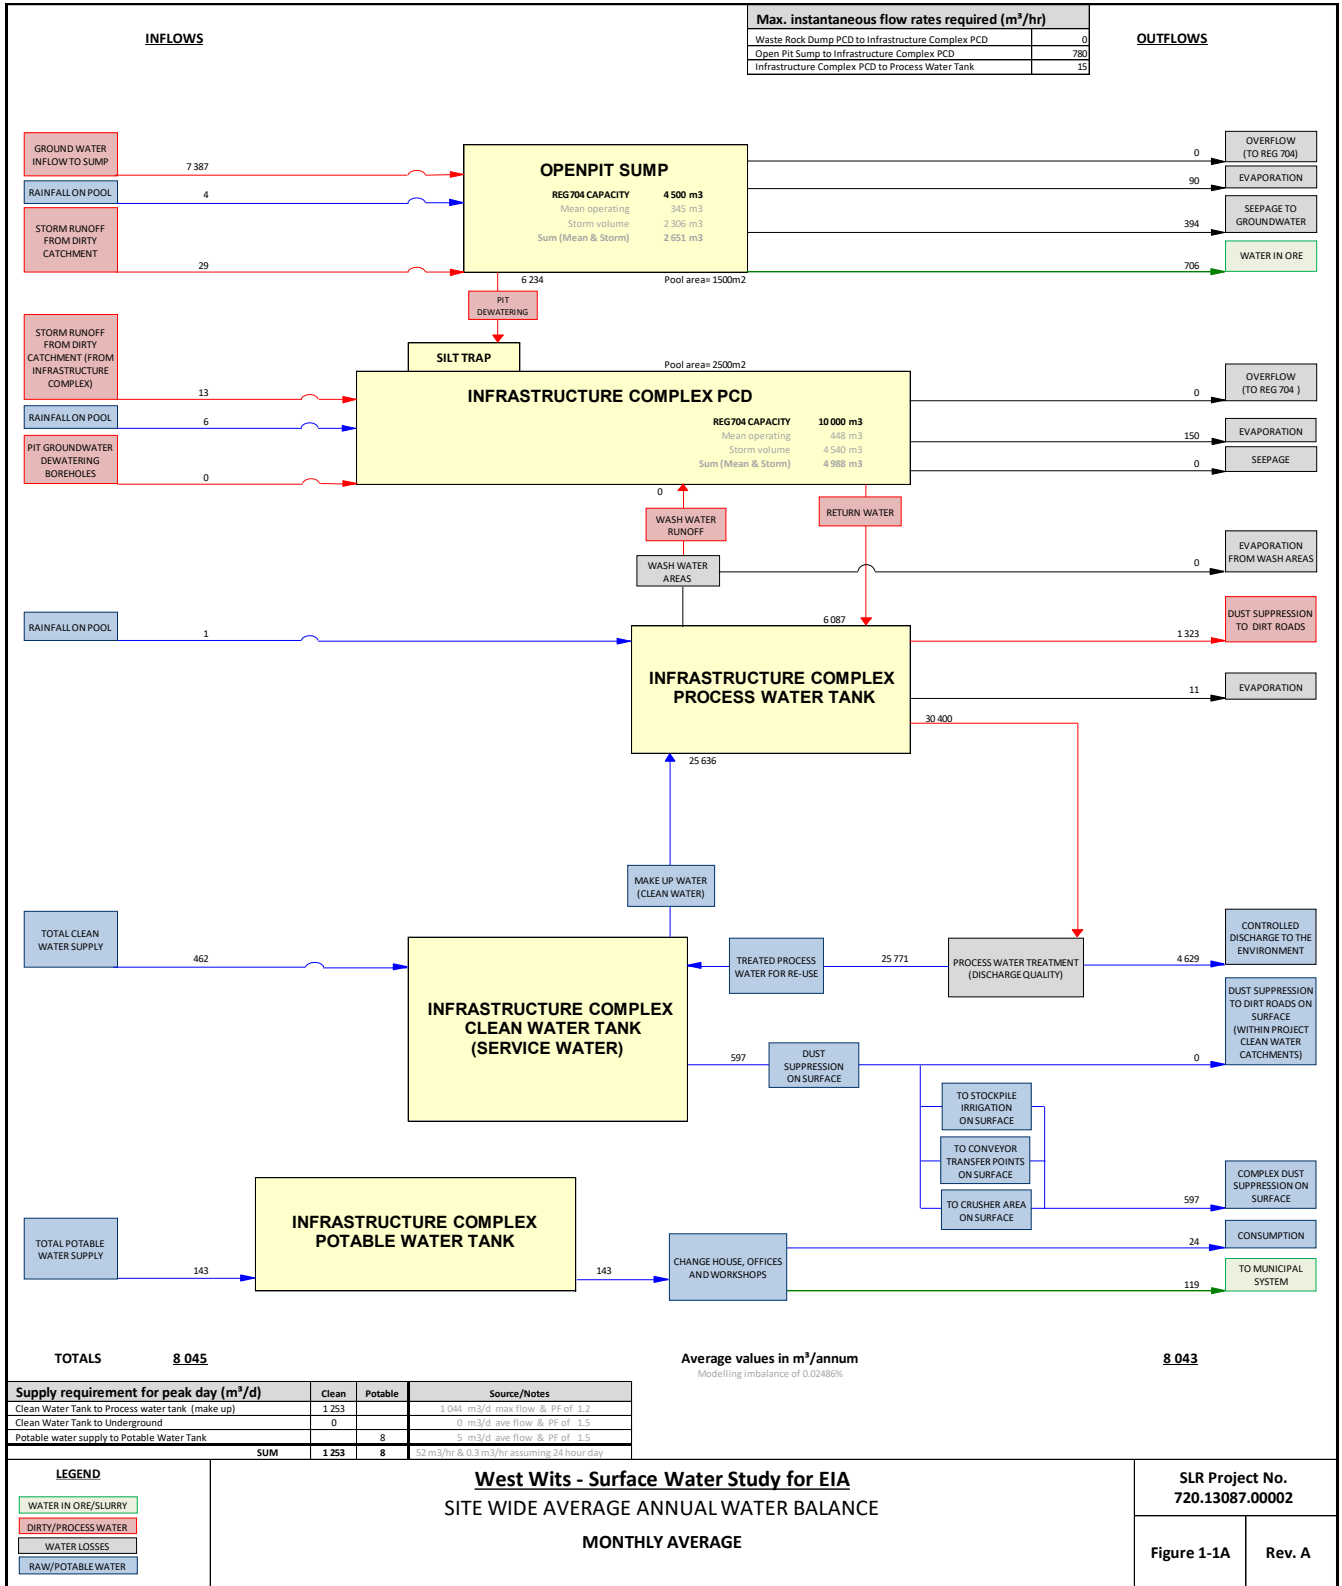 INFLOWS
Max. instantaneous flow rates required (m³/hr)
Waste Rock Dump PCD to Infrastructure Complex PCD 0
Open Pit Sump to Infrastructure Complex PCD 780
Infrastructure Complex PCD to Process Water Tank 15
OUTFLOWS
GROUND WATER
INFLOW TO SUMP
7 387
RAINFALL ON POOL
4
STORM RUNOFF
FROM DIRTY
CATCHMENT
29
OPENPIT SUMP
REG704 CAPACITY 4 500 m3
Mean operating 345 m3
Storm volume 2 306 m3
Sum (Mean & Storm) 2 651 m3
Pool area= 1500m2
0
OVERFLOW
(TO REG 704)
90
EVAPORATION
394
SEEPAGE TO
GROUNDWATER
706
WATER IN ORE
6 234
PIT
DEWATERING
SILT TRAP
Pool area= 2500m2
STORM RUNOFF
FROM DIRTY
CATCHMENT (FROM
INFRASTRUCTURE
COMPLEX)
13
RAINFALL ON POOL
6
PIT GROUNDWATER
DEWATERING
BOREHOLES
0
INFRASTRUCTURE COMPLEX PCD
REG704 CAPACITY 10 000 m3
Mean operating 448 m3
Storm volume 4 540 m3
Sum (Mean & Storm) 4 988 m3
0
OVERFLOW
(TO REG 704 )
150
EVAPORATION
0
SEEPAGE
0
WASH WATER
RUNOFF
RETURN WATER
WASH WATER
AREAS
0
EVAPORATION
FROM WASH AREAS
RAINFALL ON POOL
1
6 087
INFRASTRUCTURE COMPLEX
PROCESS WATER TANK
1 323
DUST SUPPRESSION
TO DIRT ROADS
11
EVAPORATION
30 400
25 636
MAKE UP WATER
(CLEAN WATER)
TOTAL CLEAN
WATER SUPPLY
462
INFRASTRUCTURE COMPLEX
CLEAN WATER TANK
(SERVICE WATER)
TREATED PROCESS
WATER FOR RE-USE
25 771
PROCESS WATER TREATMENT
(DISCHARGE QUALITY)
4 629
CONTROLLED
DISCHARGE TO THE
ENVIRONMENT
597
DUST
SUPPRESSION
ON SURFACE
0
DUST SUPPRESSION
TO DIRT ROADS ON
SURFACE
(WITHIN PROJECT
CLEAN WATER
CATCHMENTS)
TO STOCKPILE
IRRIGATION
ON SURFACE
TO CONVEYOR
TRANSFER POINTS
ON SURFACE
TO CRUSHER AREA
ON SURFACE
597
COMPLEX DUST
SUPPRESSION ON
SURFACE
TOTAL POTABLE
WATER SUPPLY
143
INFRASTRUCTURE COMPLEX
POTABLE WATER TANK
143
CHANGE HOUSE, OFFICES
AND WORKSHOPS
24
CONSUMPTION
119
TO MUNICIPAL
SYSTEM
TOTALS 8 045
Average values in m³/annum
Modelling imbalance of 0.02486%
8 043
Supply requirement for peak day (m³/d) Clean Potable Source/Notes
Clean Water Tank to Process water tank (make up) 1 253 1 044 m3/d max flow & PF of 1.2
Clean Water Tank to Underground 0 0 m3/d ave flow & PF of 1.5
Potable water supply to Potable Water Tank 8 5 m3/d ave flow & PF of 1.5
SUM 1 253 8 52 m3/hr & 0.3 m3/hr assuming 24 hour day
LEGEND
WATER IN ORE/SLURRY
DIRTY/PROCESS WATER
WATER LOSSES
RAW/POTABLE WATER
West Wits - Surface Water Study for EIA
SITE WIDE AVERAGE ANNUAL WATER BALANCE
MONTHLY AVERAGE
SLR Project No.
720.13087.00002
Figure 1-1A
Rev. A